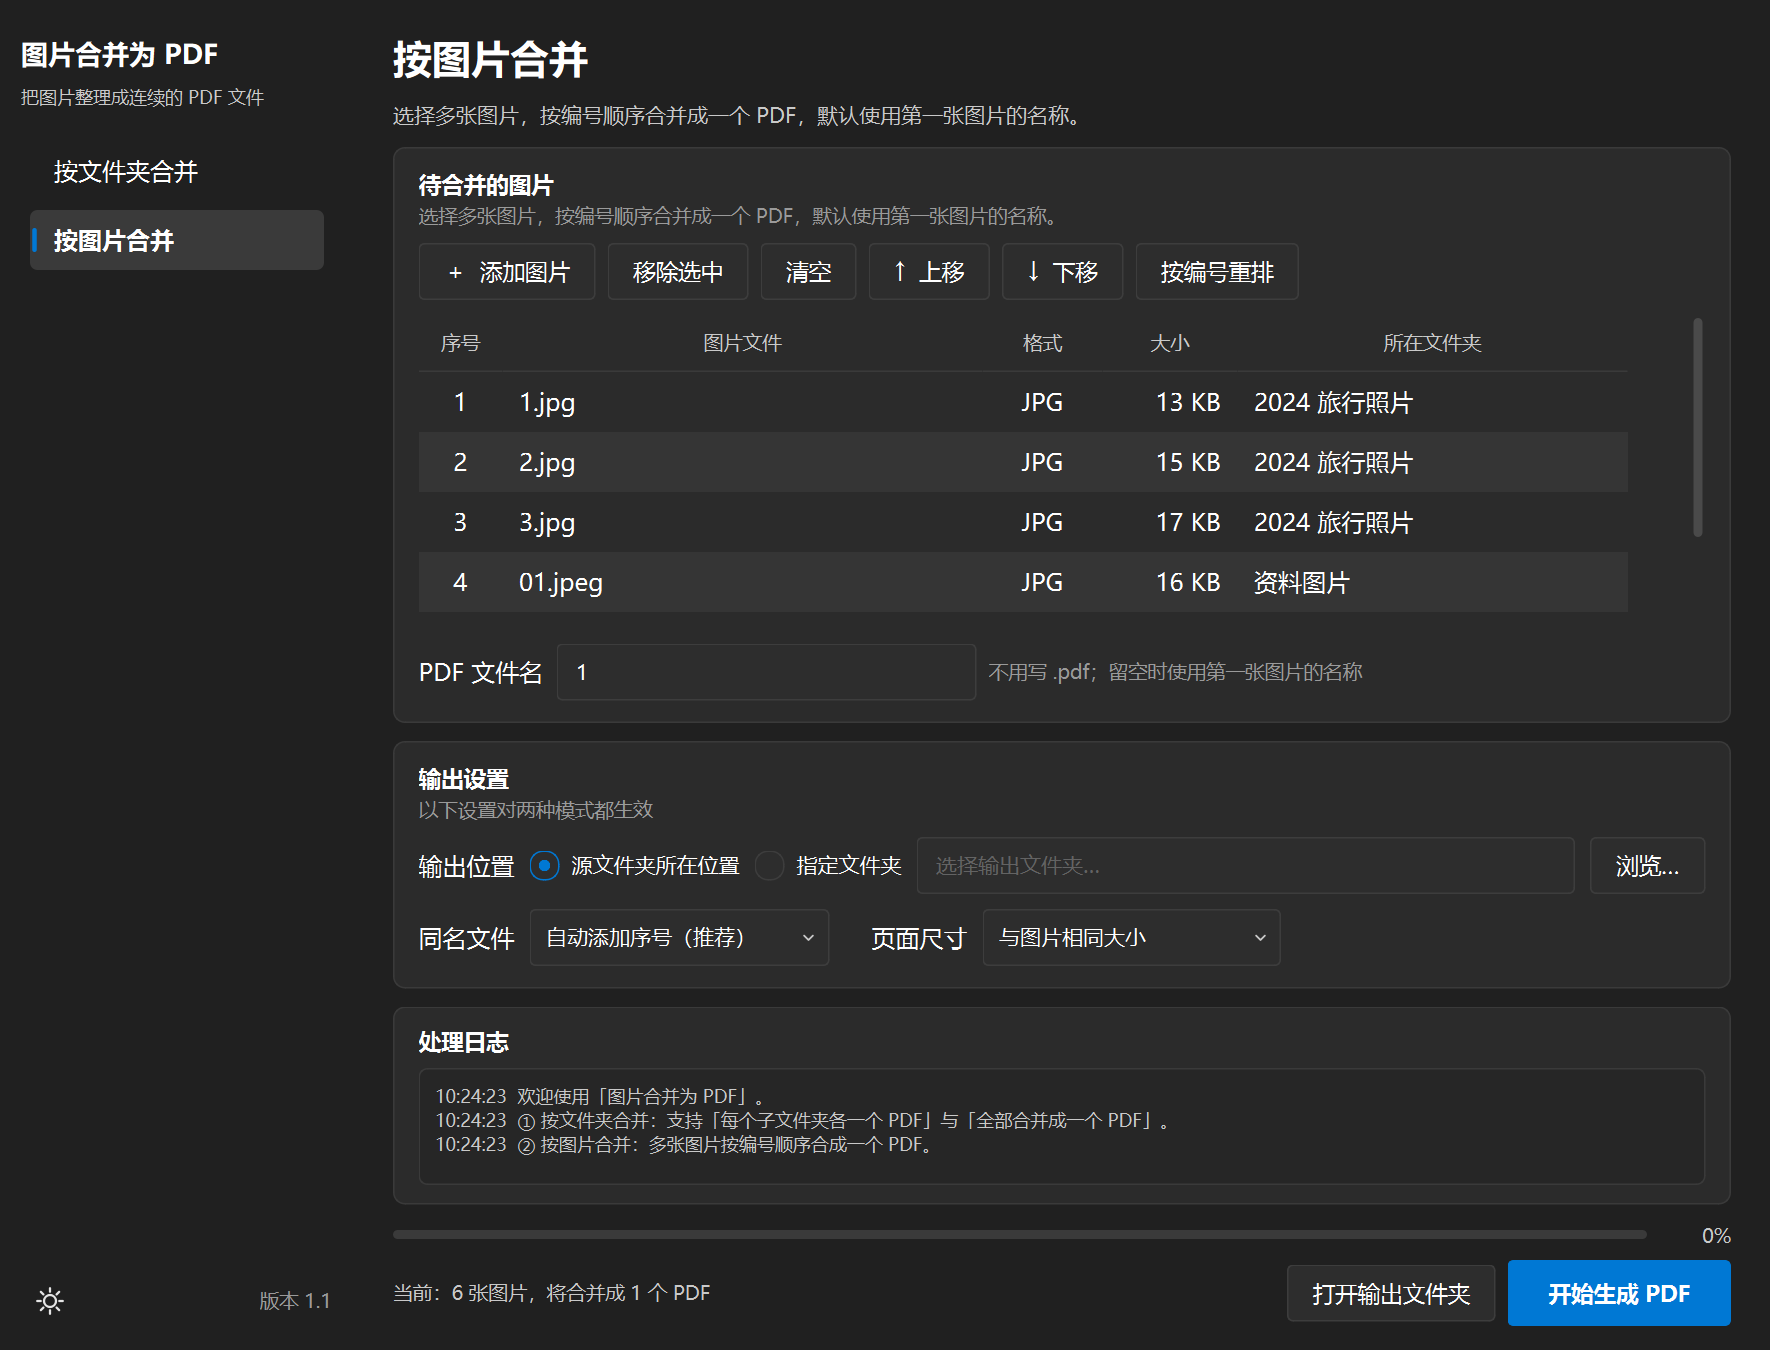 图片合并为 PDF
把图片整理成连续的 PDF 文件
按文件夹合并
按图片合并
版本 1.1
按图片合并
选择多张图片，按编号顺序合并成一个 PDF，默认使用第一张图片的名称。
待合并的图片
选择多张图片，按编号顺序合并成一个 PDF，默认使用第一张图片的名称。
+ 添加图片 移除选中 清空 ↑ 上移 ↓ 下移 按编号重排
序号 图片文件 格式 大小 所在文件夹
1 1.jpg JPG 13 KB 2024 旅行照片
2 2.jpg JPG 15 KB 2024 旅行照片
3 3.jpg JPG 17 KB 2024 旅行照片
4 01.jpeg JPG 16 KB 资料图片
PDF 文件名 1 不用写 .pdf；留空时使用第一张图片的名称
输出设置
以下设置对两种模式都生效
输出位置 源文件夹所在位置 指定文件夹 选择输出文件夹... 浏览...
同名文件 自动添加序号（推荐） 页面尺寸 与图片相同大小
处理日志
10:24:23 欢迎使用「图片合并为 PDF」。
10:24:23 ① 按文件夹合并：支持「每个子文件夹各一个 PDF」与「全部合并成一个 PDF」。
10:24:23 ② 按图片合并：多张图片按编号顺序合成一个 PDF。
0%
当前：6 张图片，将合并成 1 个 PDF 打开输出文件夹 开始生成 PDF